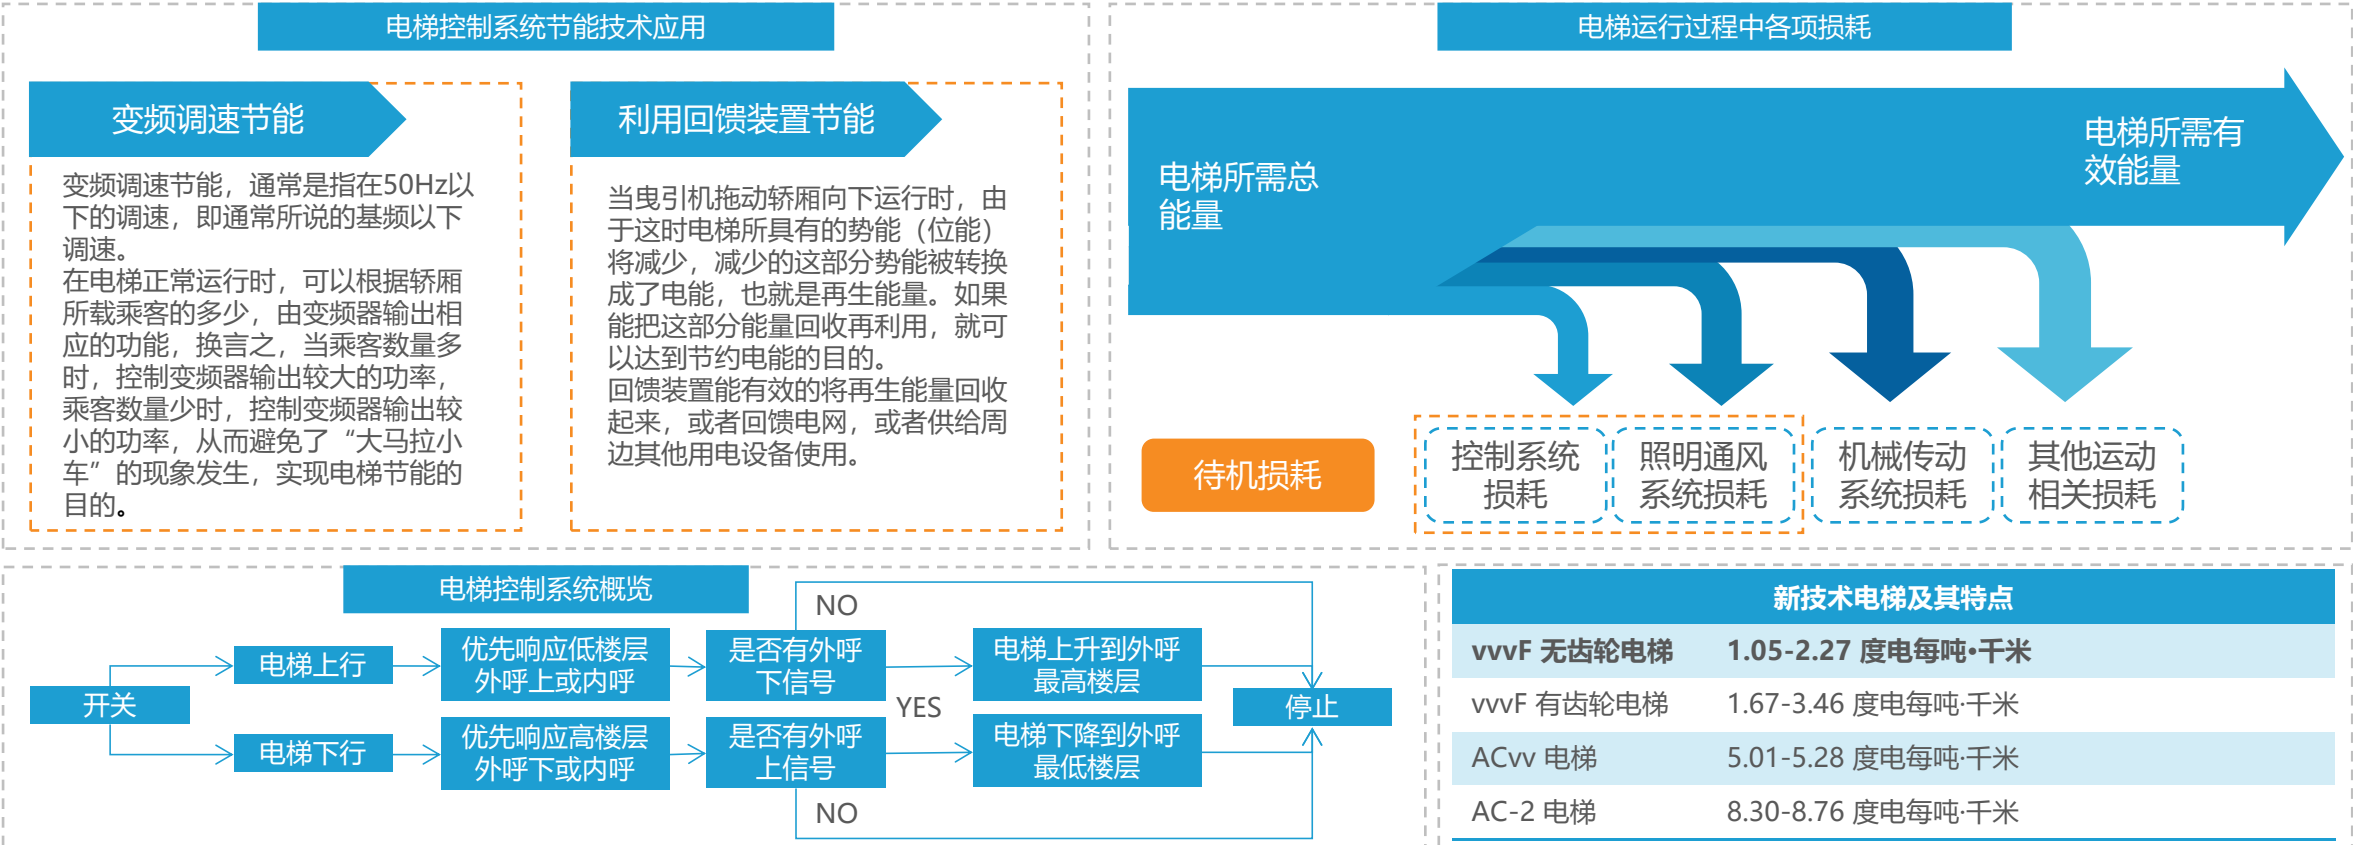 电梯控制系统节能技术应用
变频调速节能
变频调速节能，通常是指在50Hz以
下的调速，即通常所说的基频以下
调速。
在电梯正常运行时，可以根据轿厢
所载乘客的多少，由变频器输出相
应的功能，换言之，当乘客数量多
时，控制变频器输出较大的功率，
乘客数量少时，控制变频器输出较
小的功率，从而避免了“大马拉小
车”的现象发生，实现电梯节能的
目的。
利用回馈装置节能
当曳引机拖动轿厢向下运行时，由
于这时电梯所具有的势能（位能）
将减少，减少的这部分势能被转换
成了电能，也就是再生能量。如果
能把这部分能量回收再利用，就可
以达到节约电能的目的。
回馈装置能有效的将再生能量回收
起来，或者回馈电网，或者供给周
边其他用电设备使用。
电梯运行过程中各项损耗
电梯所需总
能量
电梯所需有
效能量
待机损耗
控制系统
损耗
照明通风
系统损耗
机械传动
系统损耗
其他运动
相关损耗
电梯控制系统概览
开关
电梯上行
优先响应低楼层
外呼上或内呼
是否有外呼
下信号
NO
电梯上升到外呼
最高楼层
YES
停止
电梯下行
优先响应高楼层
外呼下或内呼
是否有外呼
上信号
电梯下降到外呼
最低楼层
NO
新技术电梯及其特点
vvvF 无齿轮电梯 1.05-2.27 度电每吨·千米
vvvF 有齿轮电梯 1.67-3.46 度电每吨·千米
ACvv 电梯 5.01-5.28 度电每吨·千米
AC-2 电梯 8.30-8.76 度电每吨·千米